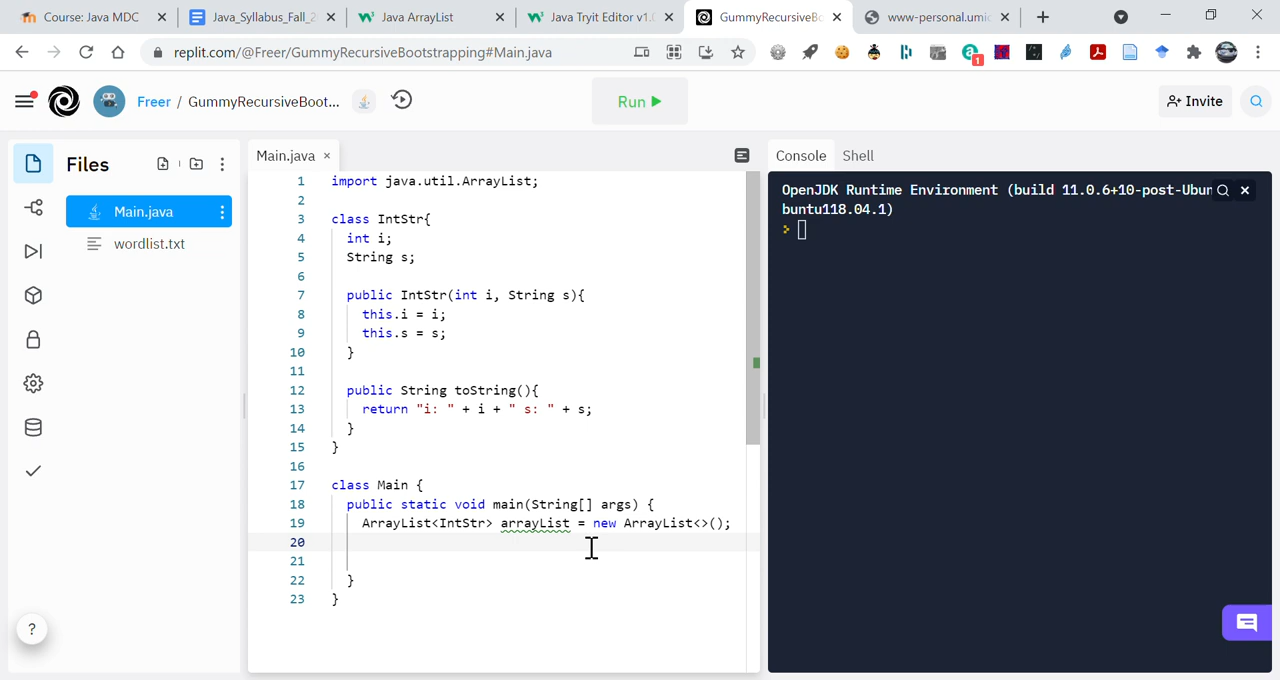 Course: Java MDC
Java_Syllabus_Fall_2
Java ArrayList
Java Tryit Editor v1.
GummyRecursiveBo
www-personal.umic
replit.com/@Freer/GummyRecursiveBootstrapping#Main.java
1
Freer / GummyRecursiveBoot...
Run
Invite
Files
Main.java
wordlist.txt
Main.java
1 import java.util.ArrayList;
2
3 class IntStr{
4 int i;
5 String s;
6
7 public IntStr(int i, String s){
8 this.i = i;
9 this.s = s;
10 }
11
12 public String toString(){
13 return "i: " + i + " s: " + s;
14 }
15 }
16
17 class Main {
18 public static void main(String[] args) {
19 ArrayList<IntStr> arrayList = new ArrayList<>();
20
21
22 }
23 }
Console Shell
OpenJDK Runtime Environment (build 11.0.6+10-post-Ubun
buntu118.04.1)
?